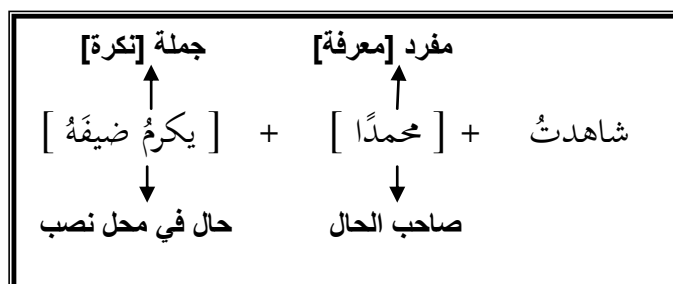 مفرد [معرفة] جملة [نكرة]
شاهدتُ + [ محمدًا ] + [ يكرمُ ضيفَهُ ]
صاحب الحال حال في محل نصب